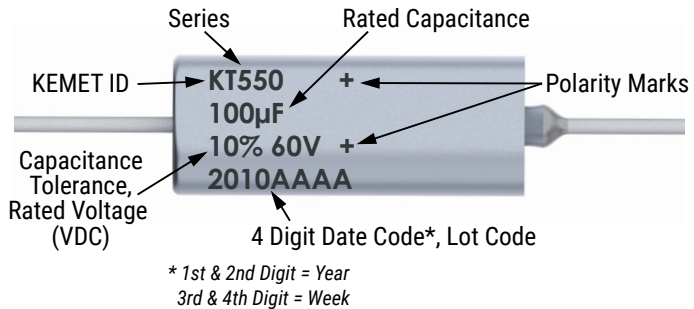 Series
Rated Capacitance
KEMET ID
KT550 +
Polarity Marks
100µF
10% 60V +
2010AAAA
Capacitance
Tolerance,
Rated Voltage
(VDC)
4 Digit Date Code*, Lot Code
* 1st & 2nd Digit = Year
3rd & 4th Digit = Week